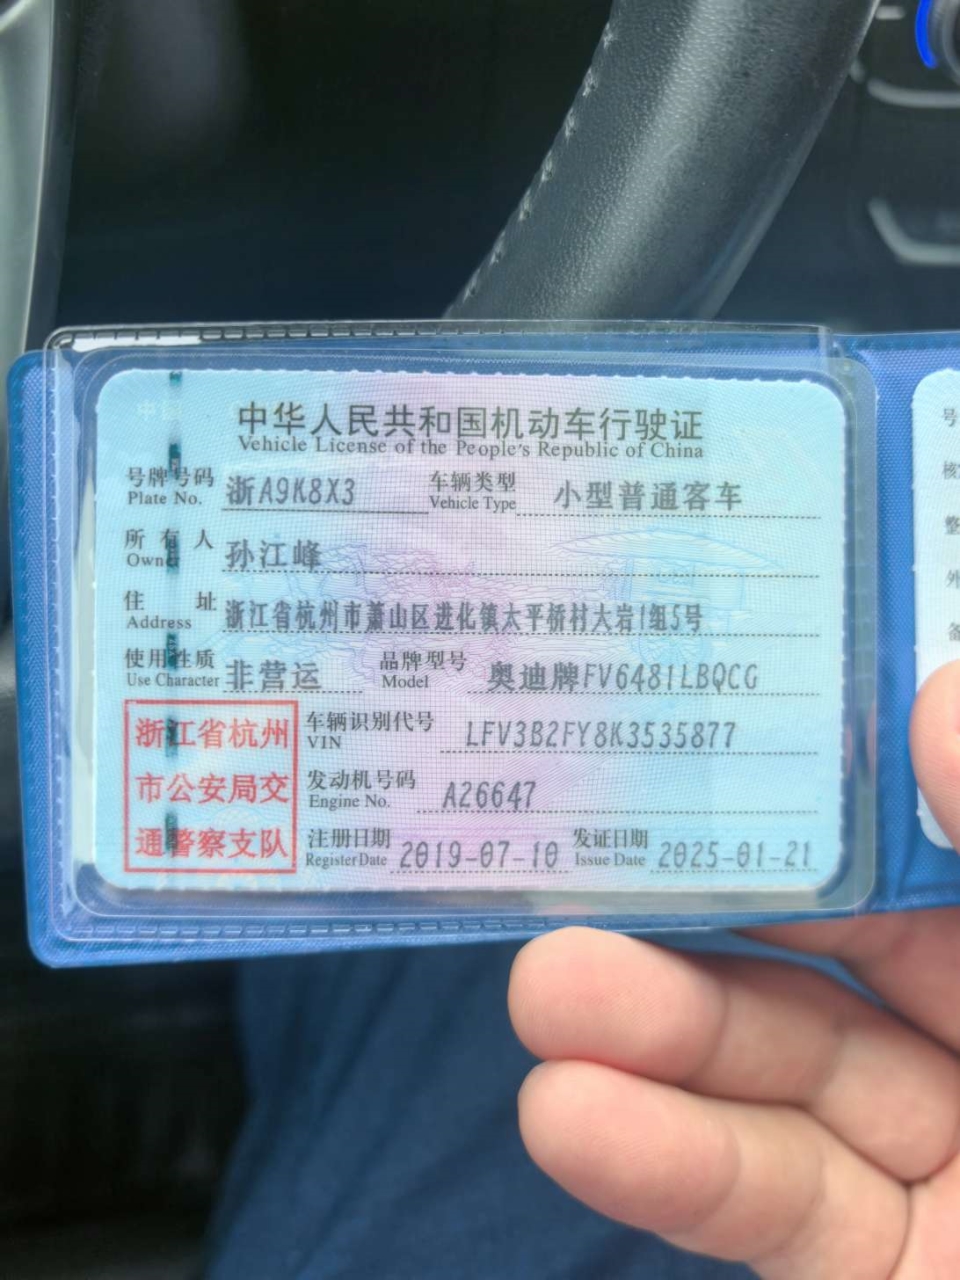 中华人民共和国机动车行驶证
Vehicle License of the People's Republic of China
号牌号码 浙A9K8X3 车辆类型 小型普通客车
Plate No. Vehicle Type
所有人 孙江峰
Owner
住址 浙江省杭州市萧山区进化镇太平桥村大岩1组5号
Address
使用性质 非营运 品牌型号 奥迪牌FV6481LBQCG
Use Character Model
浙江省杭州
市公安局交
通警察支队
车辆识别代号 LFV3B2FY8K3535877
VIN
发动机号码 A26647
Engine No.
注册日期 2019-07-10 发证日期 2025-01-21
Register Date Issue Date
号
核
整
外
备